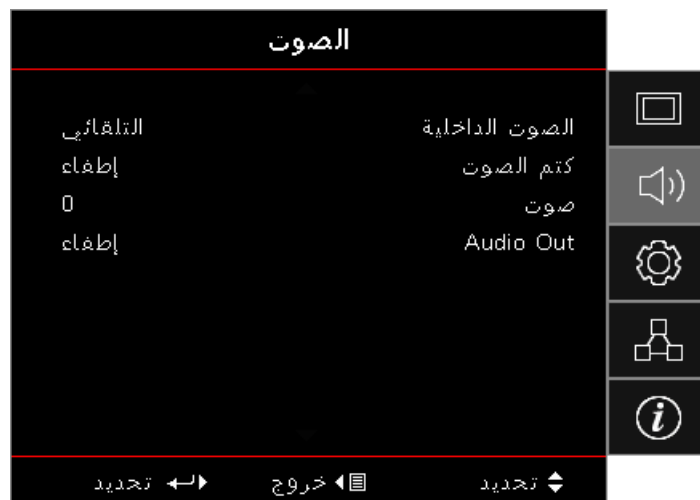 الصوت
الصوت الداخلية التلقائي
كتم الصوت إطفاء
صوت 0
Audio Out إطفاء
تحديد خروج تحديد